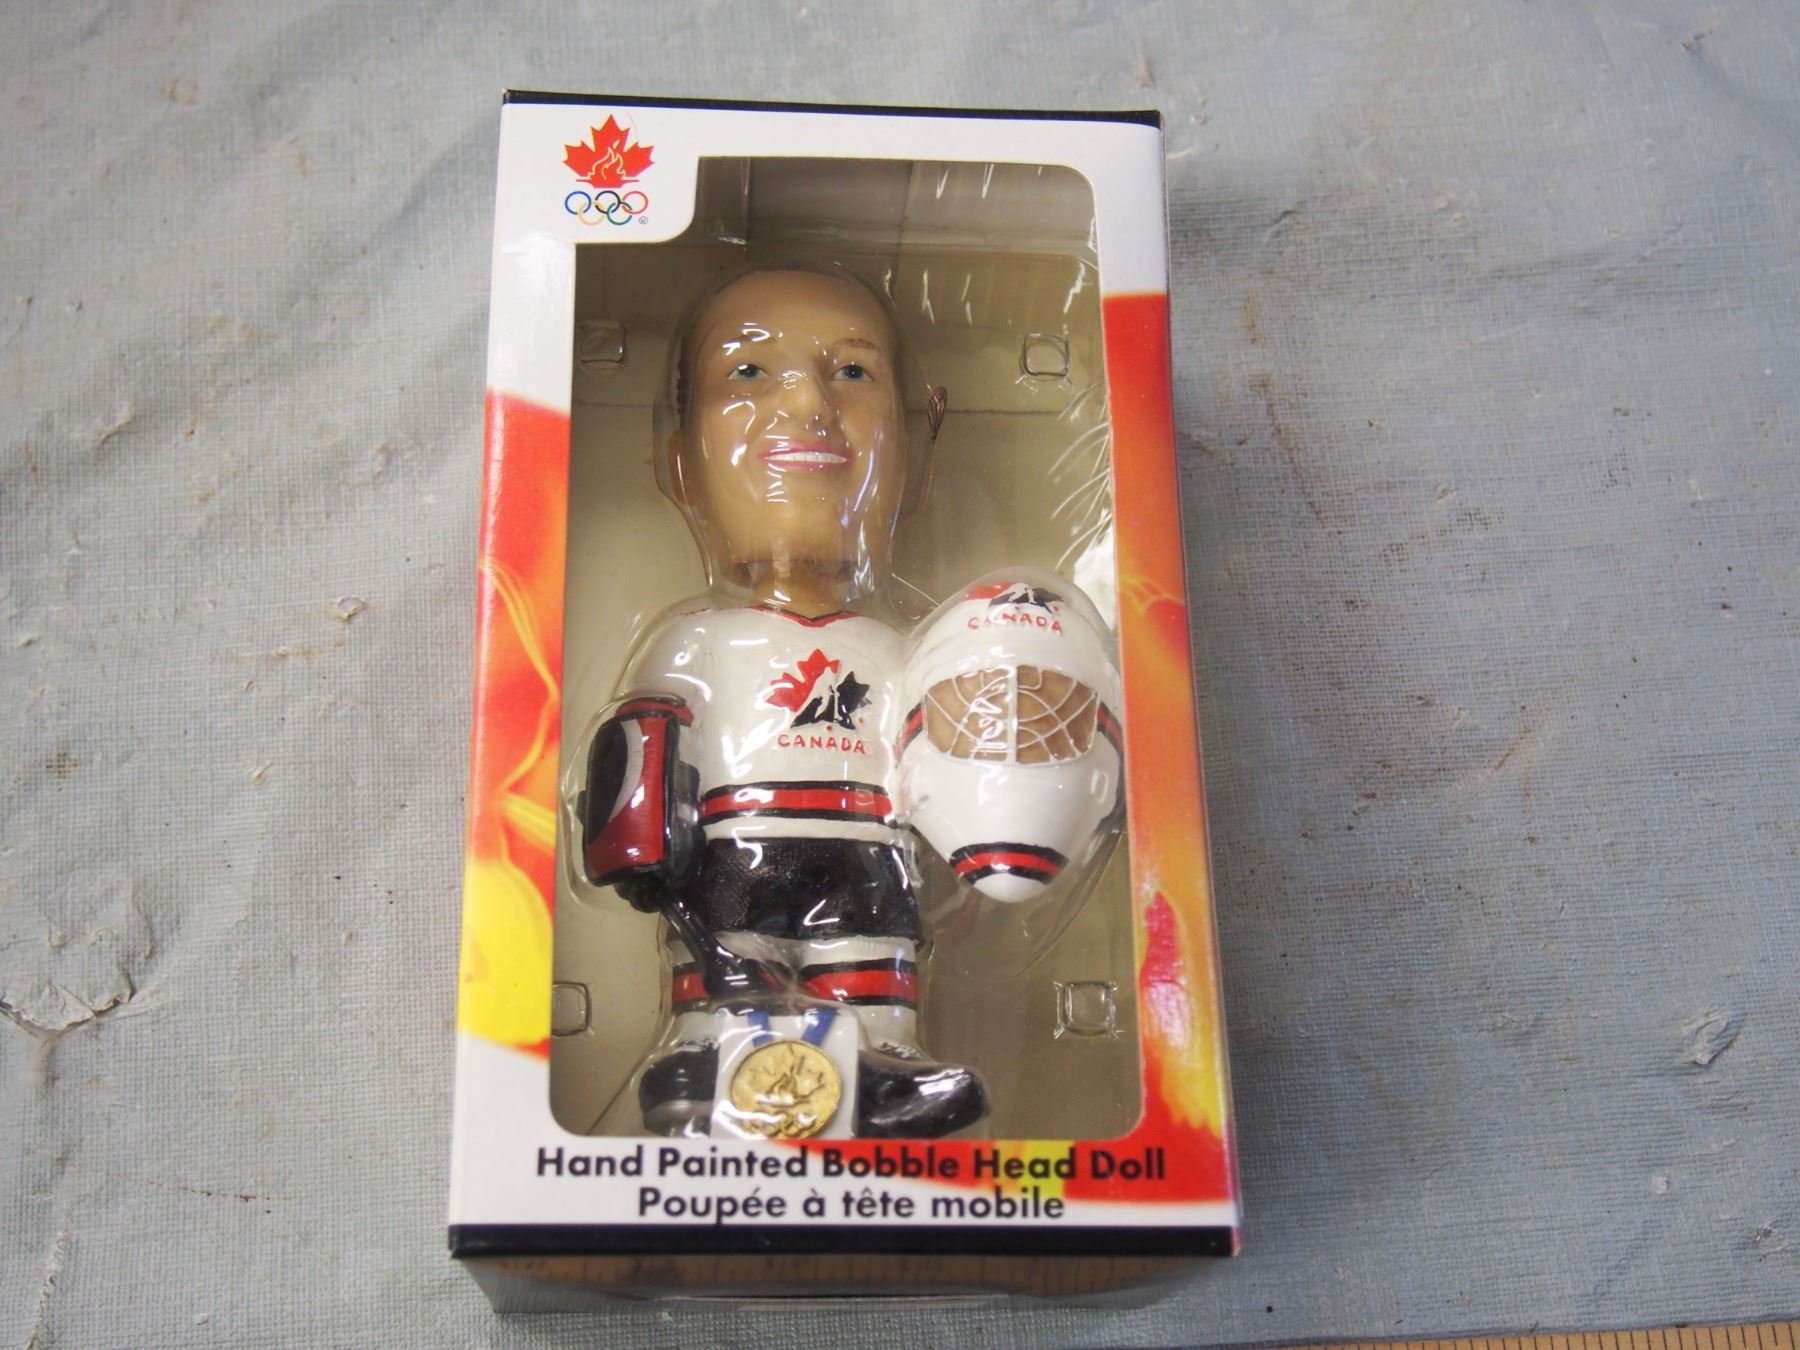 CANADA
CANADA
Hand Painted Bobble Head Doll
Poupée à tête mobile